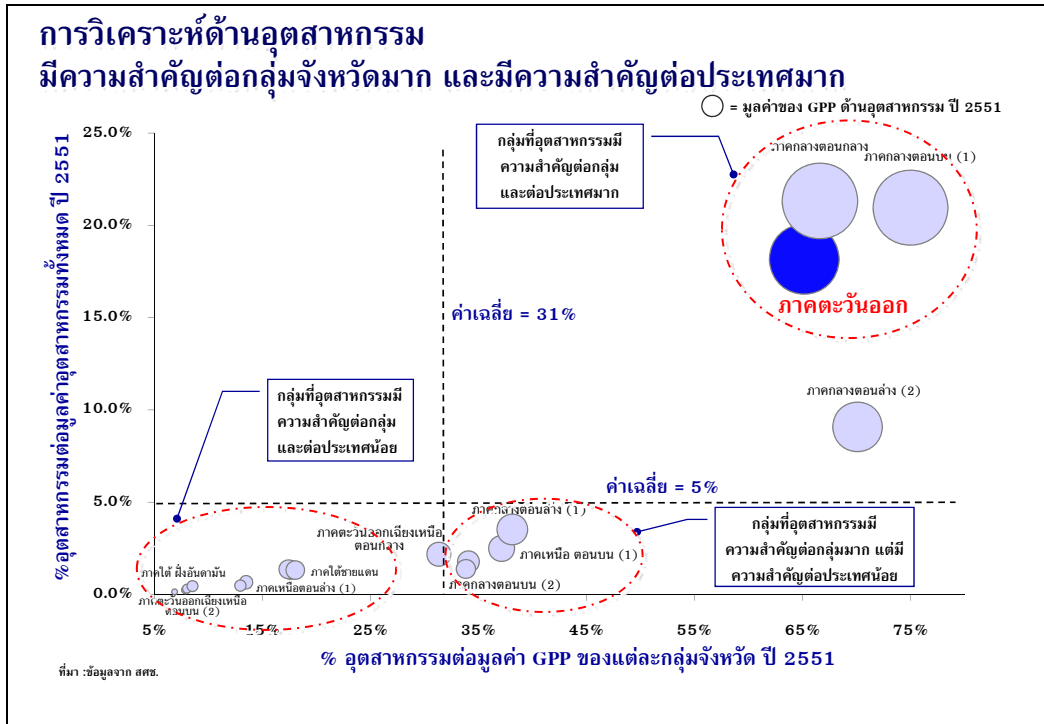 การวิเคราะห์ด้านอุตสาหกรรม
มีความสำคัญต่อกลุ่มจังหวัดมาก และมีความสำคัญต่อประเทศมาก
= มูลค่าของ GPP ด้านอุตสาหกรรม ปี 2551
%อุตสาหกรรมต่อมูลค่าอุตสาหกรรมทั้งหมด ปี 2551
25.0%
20.0%
15.0%
10.0%
5.0%
0.0%
กลุ่มที่อุตสาหกรรมมี
ความสำคัญต่อกลุ่ม
และต่อประเทศมาก
ภาคกลางตอนกลาง
ภาคกลางตอนบน (1)
ภาคตะวันออก
ค่าเฉลี่ย = 31%
กลุ่มที่อุตสาหกรรมมี
ความสำคัญต่อกลุ่ม
และต่อประเทศน้อย
ภาคกลางตอนล่าง (2)
ค่าเฉลี่ย = 5%
ภาคกลางตอนล่าง (1)
กลุ่มที่อุตสาหกรรมมี
ความสำคัญต่อกลุ่มมาก แต่มี
ความสำคัญต่อประเทศน้อย
ภาคตะวันออกเฉียงเหนือ
ตอนกลาง
ภาคเหนือ ตอนบน (1)
ภาคใต้ ฝั่งอันดามัน
ภาคใต้ชายแดน
ภาคเหนือตอนล่าง (1)
ภาคกลางตอนบน (2)
ภาคตะวันออกเฉียงเหนือ
ตอนบน (2)
5%
15%
25%
35%
45%
55%
65%
75%
% อุตสาหกรรมต่อมูลค่า GPP ของแต่ละกลุ่มจังหวัด ปี 2551
ที่มา :ข้อมูลจาก สศช.